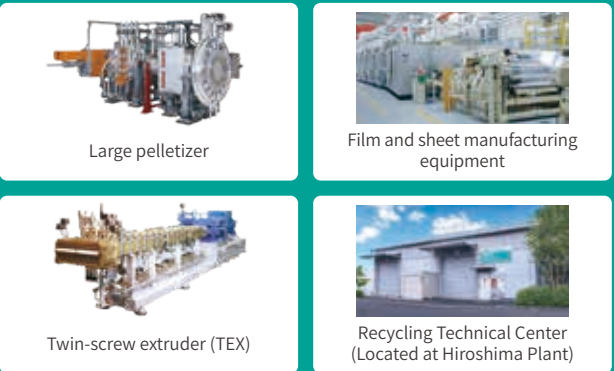 Large pelletizer
Film and sheet manufacturing
equipment
Twin-screw extruder (TEX)
Recycling Technical Center
(Located at Hiroshima Plant)